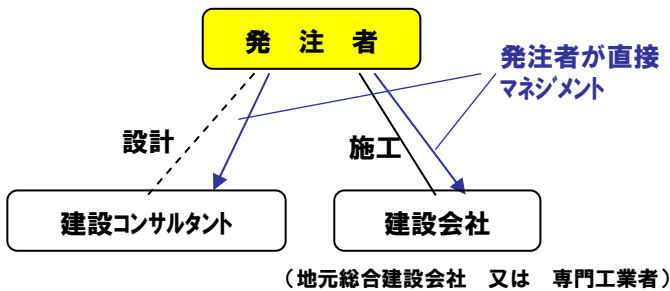 発 注 者
発注者が直接
マネジメント
設計
施工
建設コンサルタント
建設会社
（地元総合建設会社 又は 専門工業者）